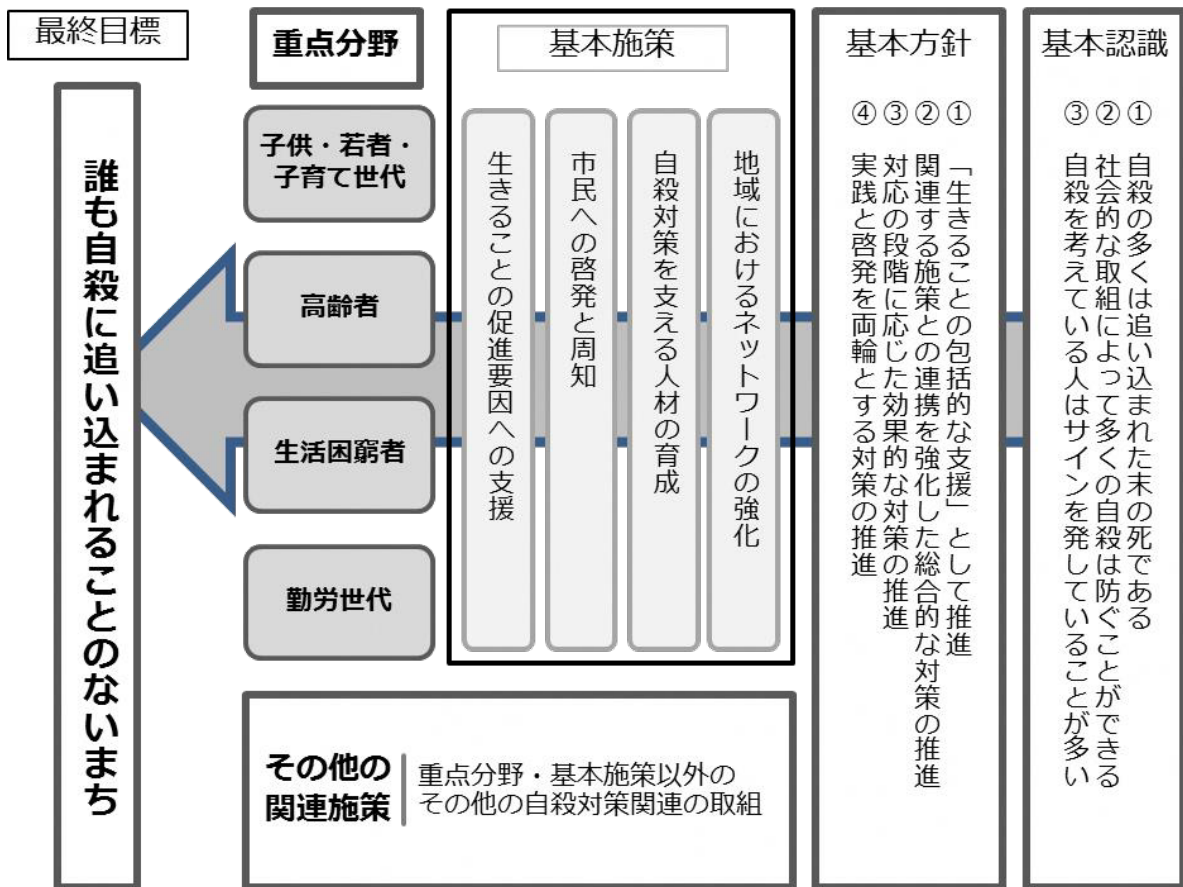 基本認識
① 自殺の多くは追い込まれた末の死である
② 社会的な取組によって多くの自殺は防ぐことができる
③ 自殺を考えている人はサインを発していることが多い
基本方針
① 「生きることの包括的な支援」として推進
② 関連する施策との連携を強化した総合的な対策の推進
③ 対応の段階に応じた効果的な対策の推進
④ 実践と啓発を両輪とする対策の推進
基本施策
地域におけるネットワークの強化
自殺対策を支える人材の育成
市民への啓発と周知
生きることの促進要因への支援
重点分野
子供・若者・
子育て世代
高齢者
生活困窮者
勤労世代
その他の
関連施策
重点分野・基本施策以外の
その他の自殺対策関連の取組
最終目標
誰も自殺に追い込まれることのないまち